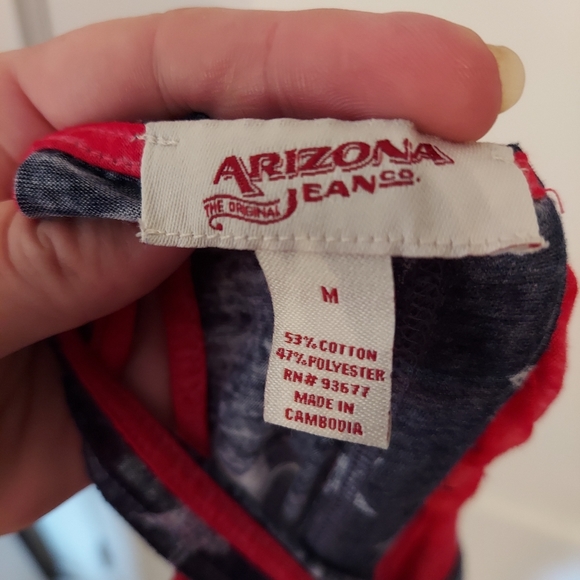 ARIZONA
THE ORIGINAL JEAN CO.
M
53% COTTON
47% POLYESTER
RN# 93677
MADE IN
CAMBODIA